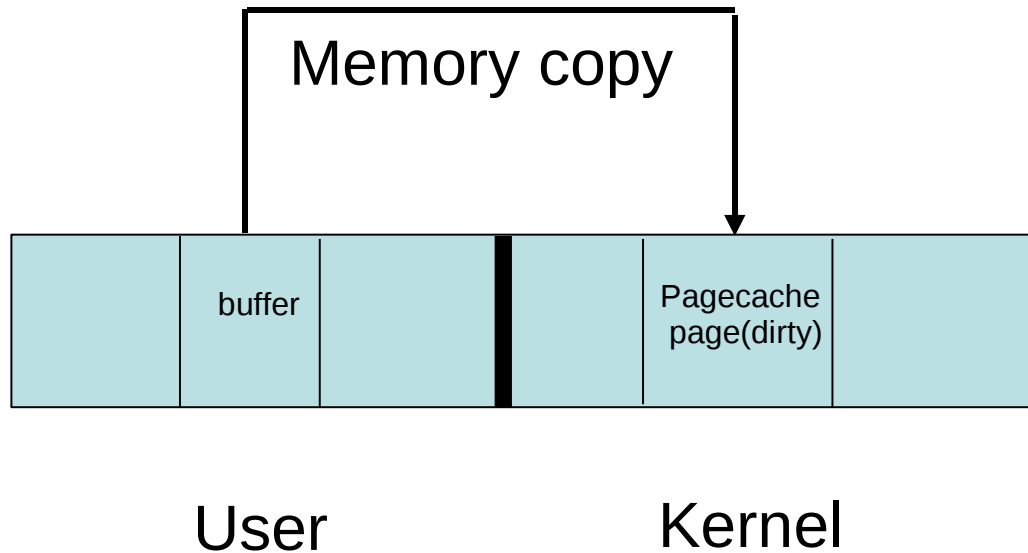 Memory copy
buffer
Pagecache
page(dirty)
User
Kernel